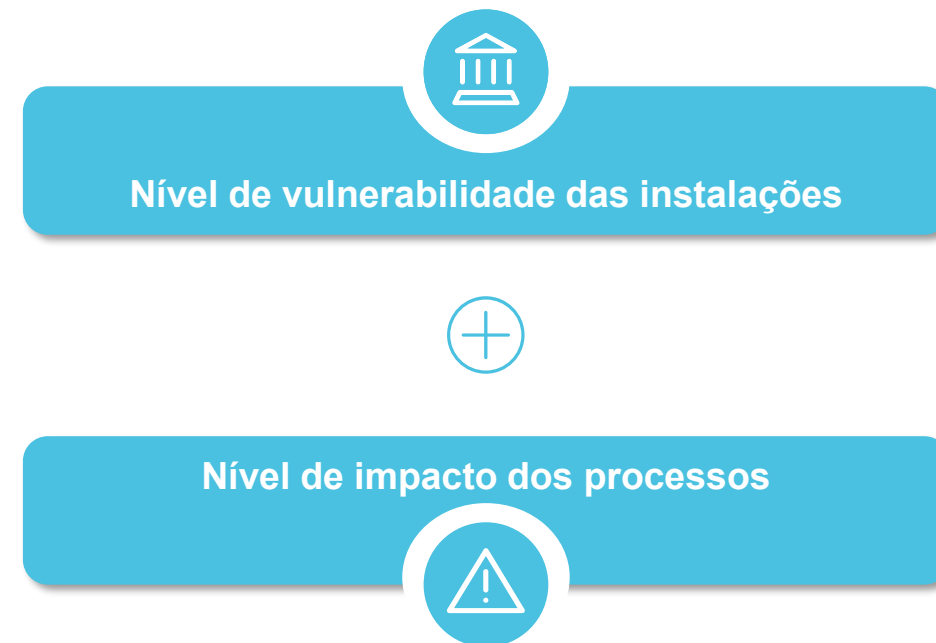 Nível de vulnerabilidade das instalações
Nível de impacto dos processos